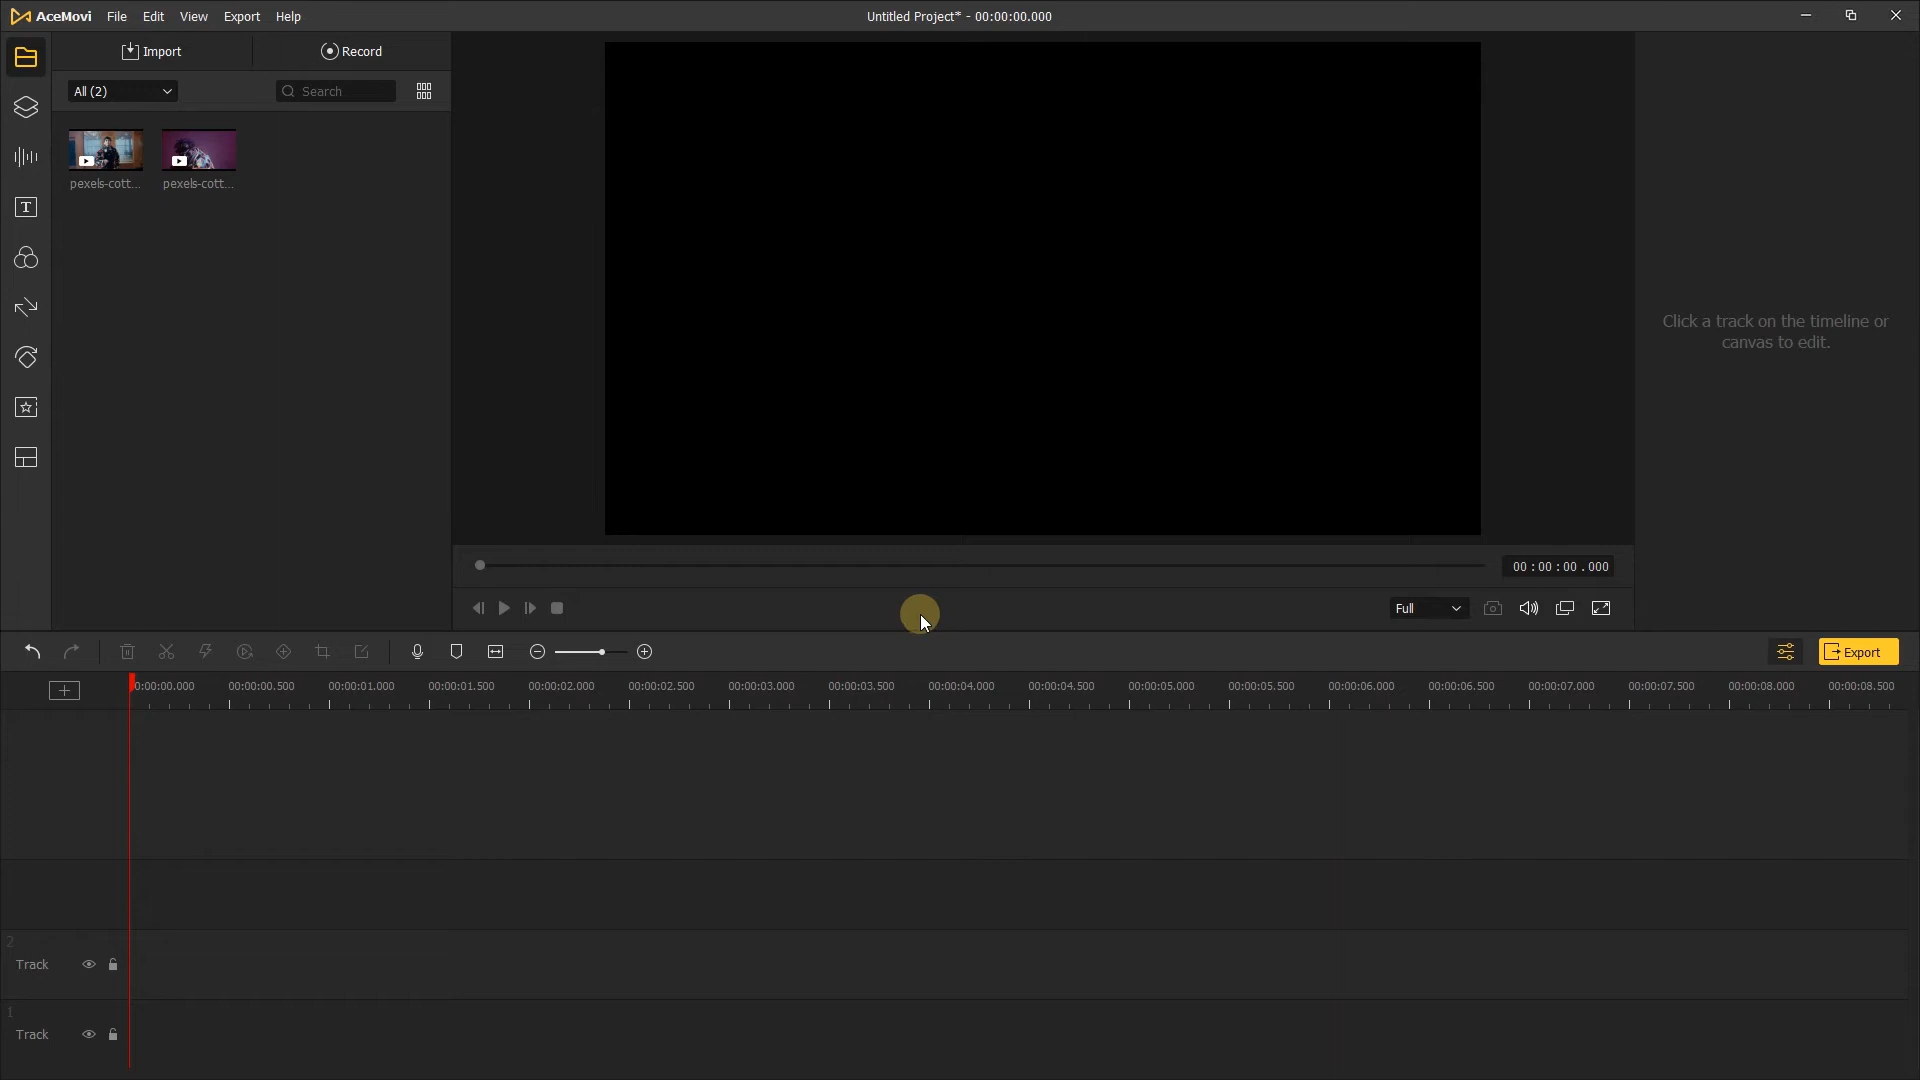 AceMovi File Edit View Export Help Untitled Project* - 00:00:00.000
Import Record
All (2) Search
pexels-cott... pexels-cott...
Click a track on the timeline or
canvas to edit.
00:00:00.000
Full
Export
0:00:00.000 00:00:00.500 00:00:01.000 00:00:01.500 00:00:02.000 00:00:02.500 00:00:03.000 00:00:03.500 00:00:04.000 00:00:04.500 00:00:05.000 00:00:05.500 00:00:06.000 00:00:06.500 00:00:07.000 00:00:07.500 00:00:08.000 00:00:08.500
2
Track
1
Track